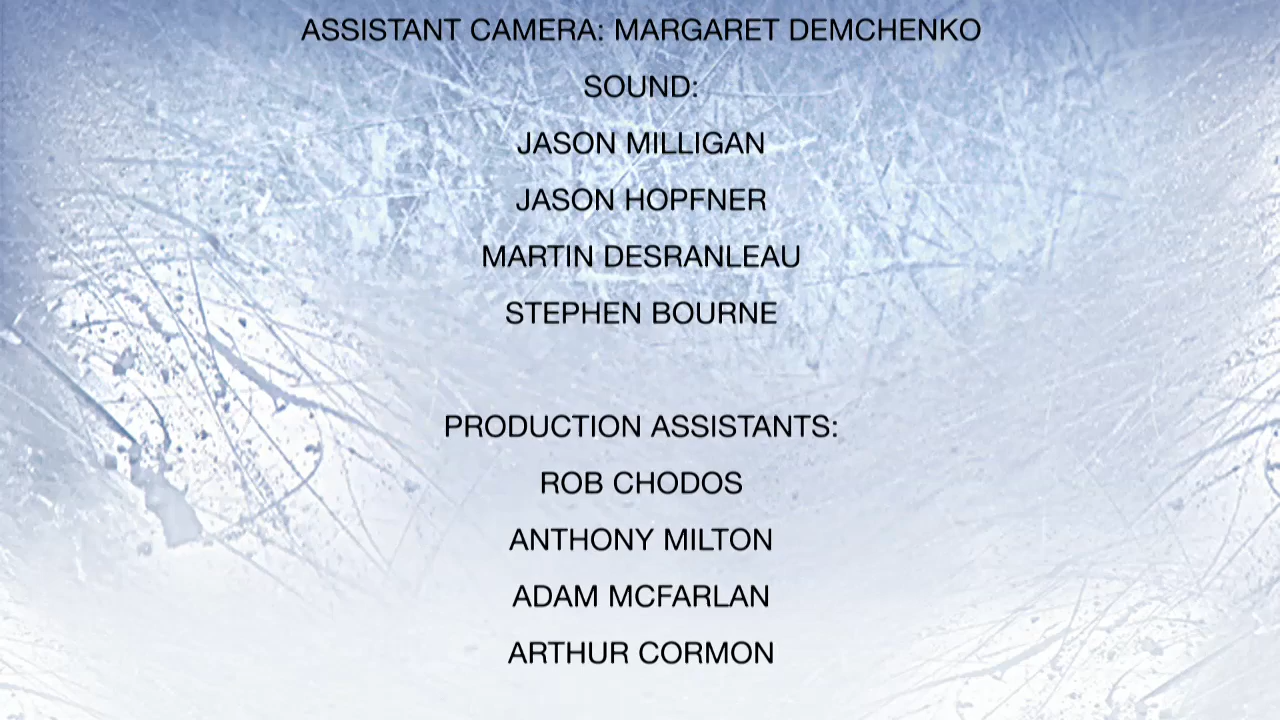 ASSISTANT CAMERA: MARGARET DEMCHENKO
SOUND:
JASON MILLIGAN
JASON HOPFNER
MARTIN DESRANLEAU
STEPHEN BOURNE
PRODUCTION ASSISTANTS:
ROB CHODOS
ANTHONY MILTON
ADAM MCFARLAN
ARTHUR CORMON